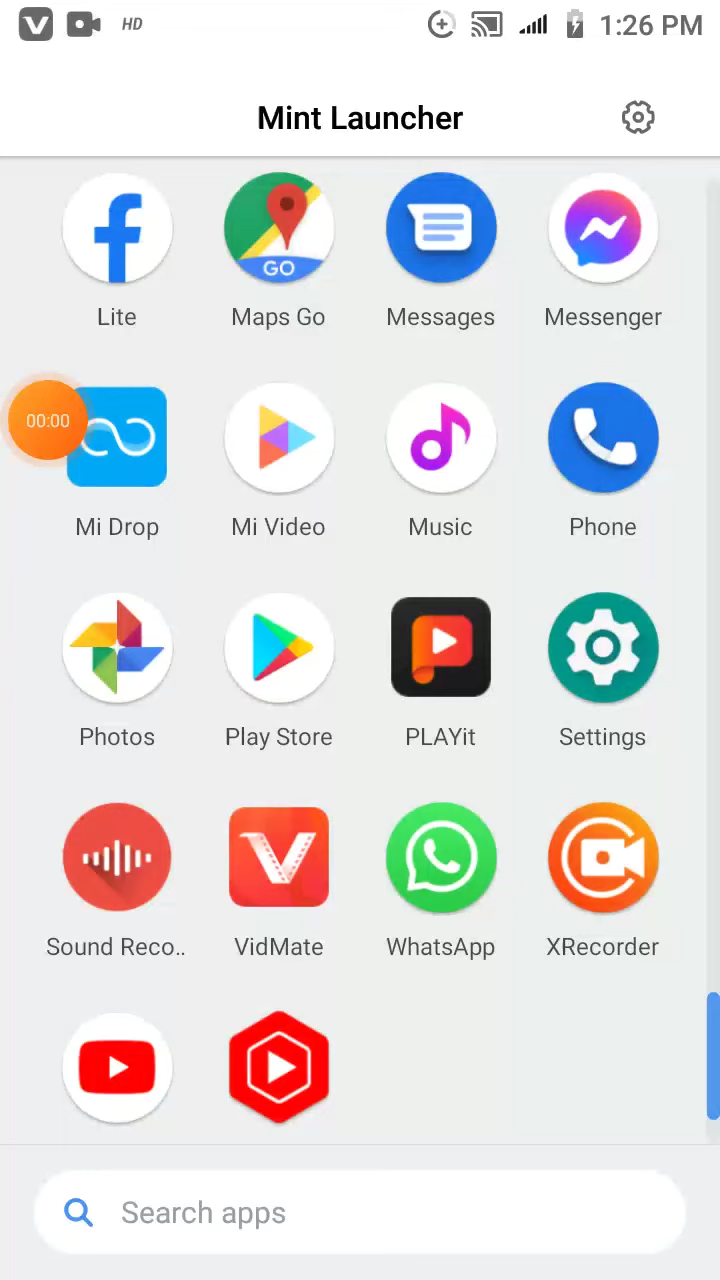 HD 1:26 PM
Mint Launcher
GO
Lite Maps Go Messages Messenger
00:00
Mi Drop Mi Video Music Phone
Photos Play Store PLAYit Settings
Sound Reco.. VidMate WhatsApp XRecorder
Search apps